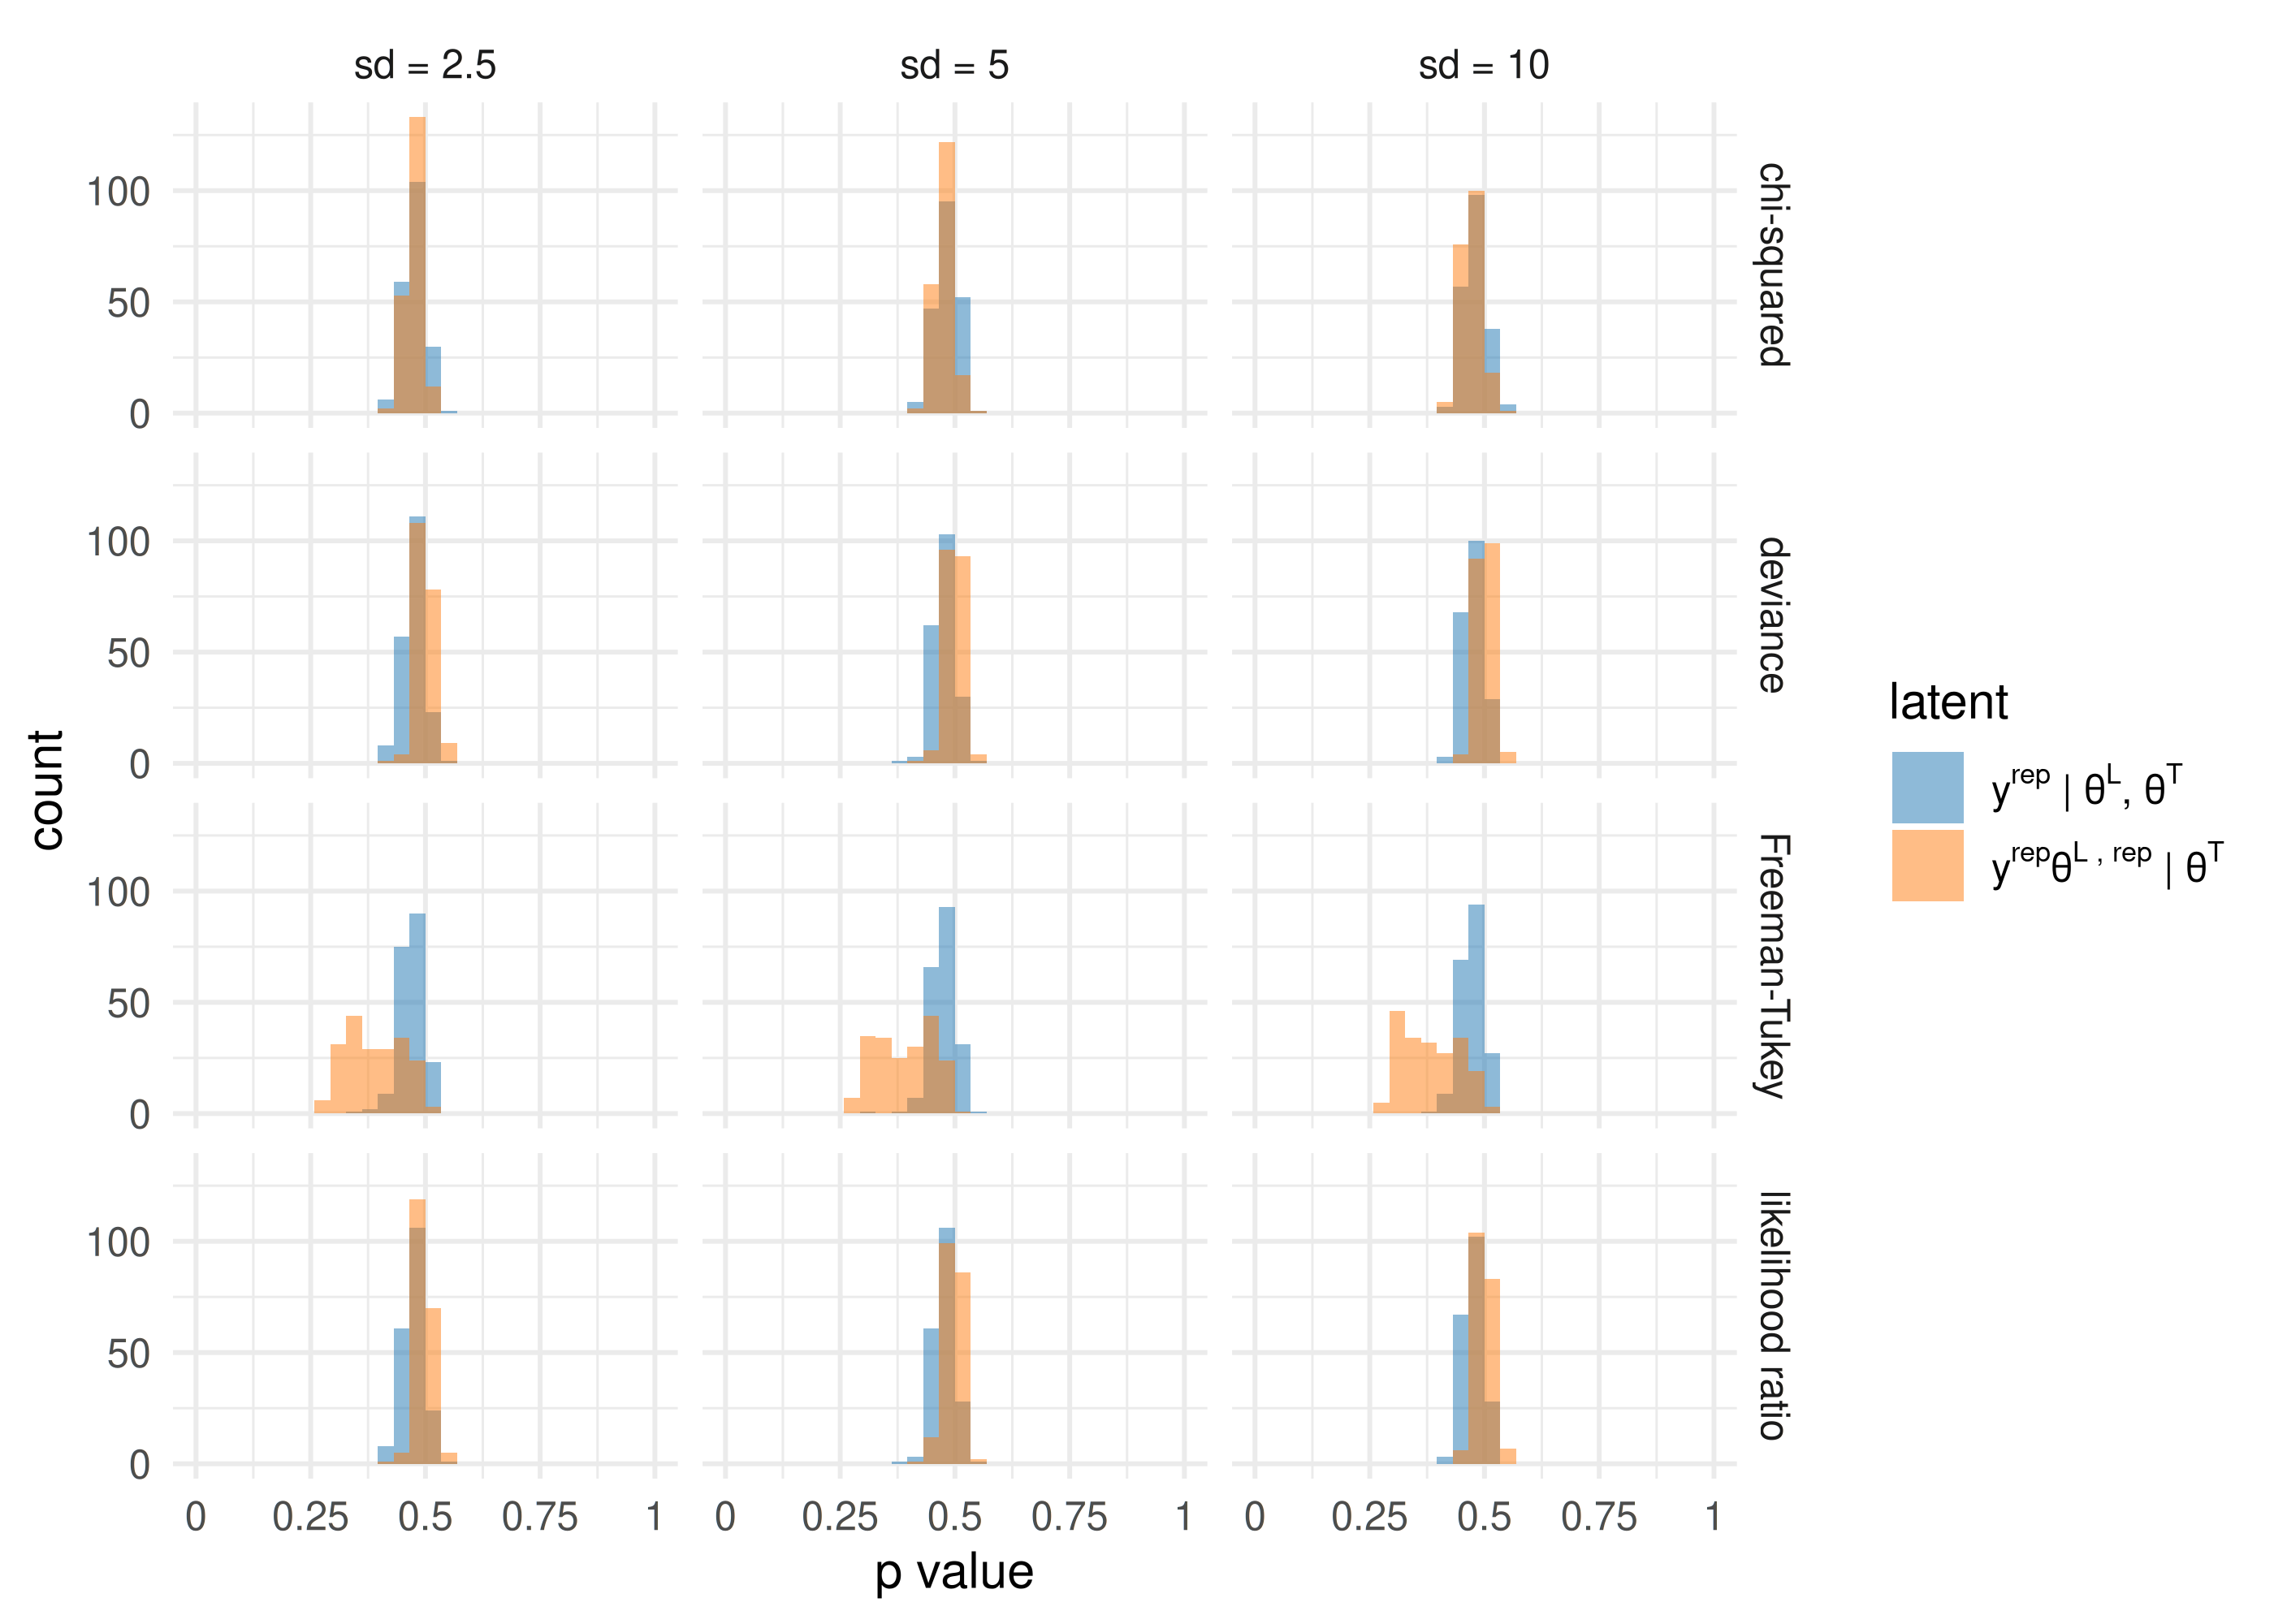 sd = 2.5
sd = 5
sd = 10
100
50
0
chi-squared
100
50
0
deviance
100
50
0
Freeman-Tukey
100
50
0
likelihood ratio
0 0.25 0.5 0.75 1
0 0.25 0.5 0.75 1
0 0.25 0.5 0.75 1
p value
count
latent
y^rep | θ^L, θ^T
y^rep θ^L , rep | θ^T